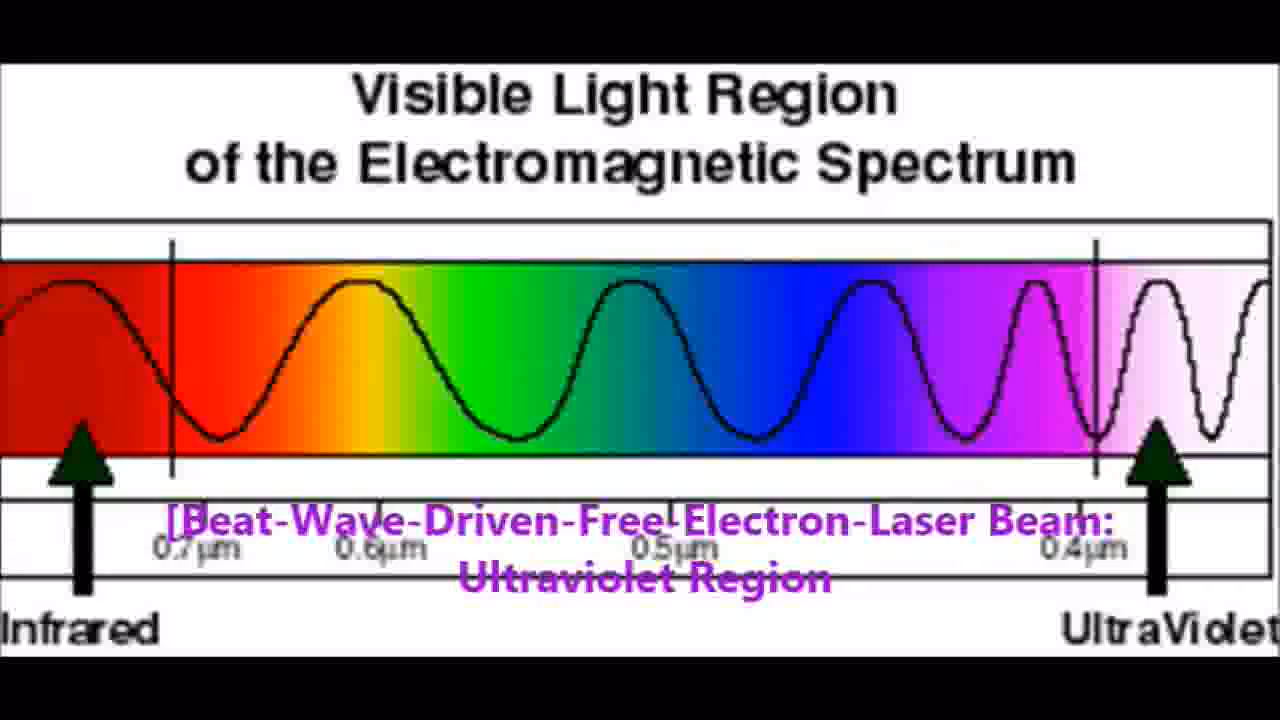 Visible Light Region
of the Electromagnetic Spectrum
[Beat-Wave-Driven-Free-Electron-Laser Beam:
0.7µm 0.6µm 0.5µm 0.4µm
Ultraviolet Region
Infrared UltraViolet